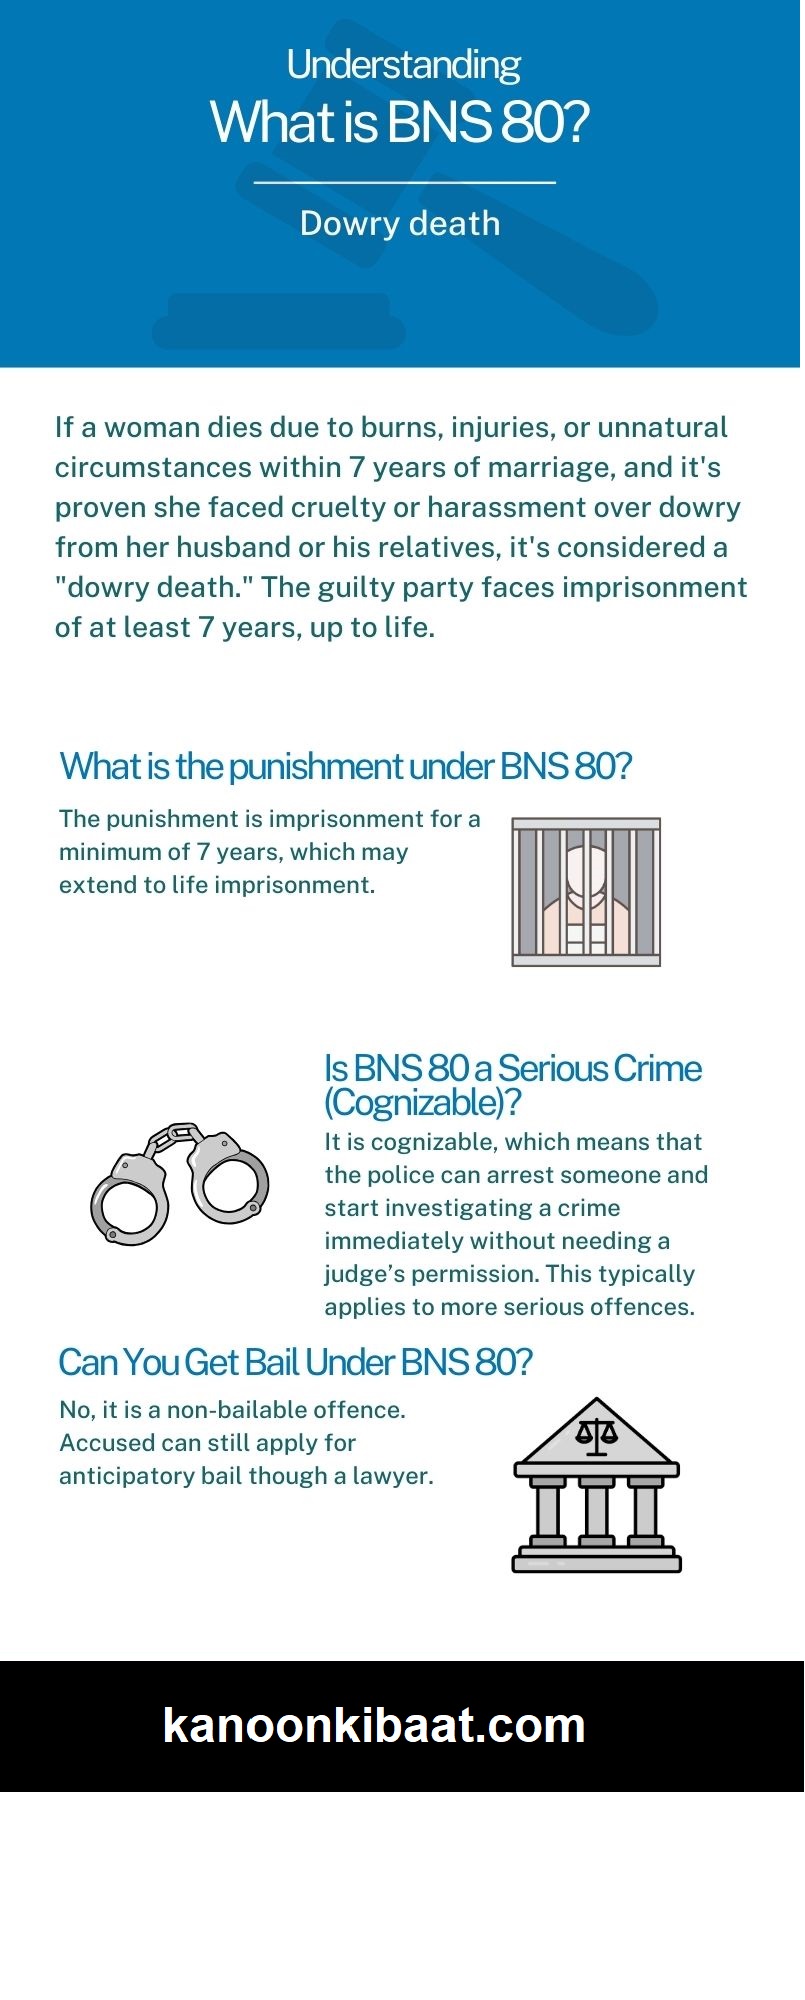 Understanding
What is BNS 80?
Dowry death
If a woman dies due to burns, injuries, or unnatural
circumstances within 7 years of marriage, and it's
proven she faced cruelty or harassment over dowry
from her husband or his relatives, it's considered a
"dowry death." The guilty party faces imprisonment
of at least 7 years, up to life.
What is the punishment under BNS 80?
The punishment is imprisonment for a
minimum of 7 years, which may
extend to life imprisonment.
Is BNS 80 a Serious Crime
(Cognizable)?
It is cognizable, which means that
the police can arrest someone and
start investigating a crime
immediately without needing a
judge’s permission. This typically
applies to more serious offences.
Can You Get Bail Under BNS 80?
No, it is a non-bailable offence.
Accused can still apply for
anticipatory bail though a lawyer.
kanoonkibaat.com